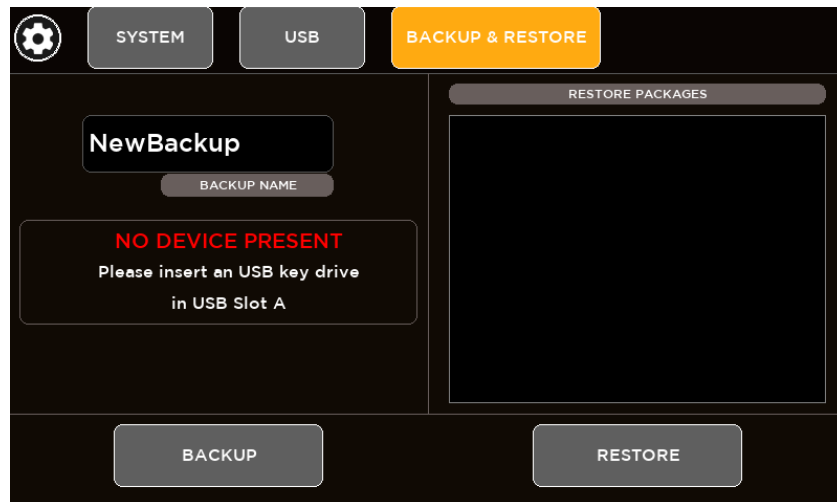 SYSTEM
USB
BACKUP & RESTORE
NewBackup
BACKUP NAME
NO DEVICE PRESENT
Please insert an USB key drive
in USB Slot A
RESTORE PACKAGES
BACKUP
RESTORE